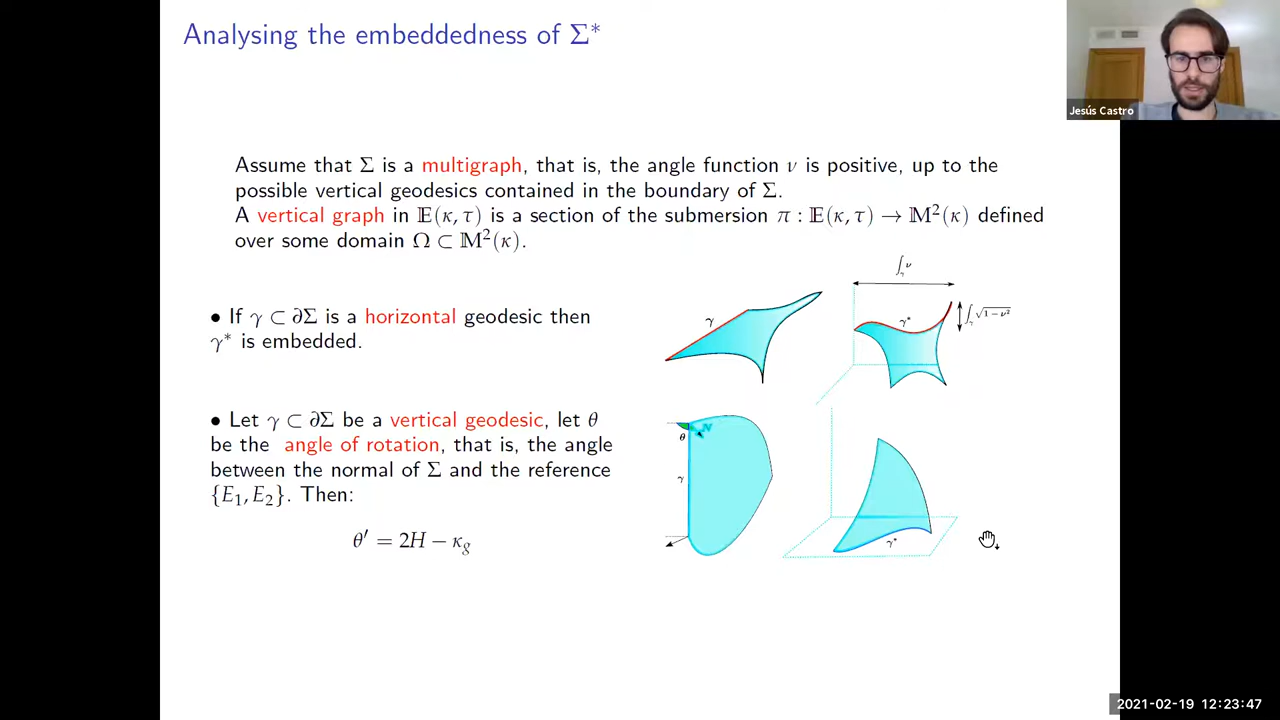 Analysing the embeddedness of Σ*
Jesús Castro
Assume that Σ is a multigraph, that is, the angle function ν is positive, up to the
possible vertical geodesics contained in the boundary of Σ.
A vertical graph in 𝔼(κ, τ) is a section of the submersion π : 𝔼(κ, τ) → 𝕄²(κ) defined
over some domain Ω ⊂ 𝕄²(κ).
∫γ ν
• If γ ⊂ ∂Σ is a horizontal geodesic then
γ* is embedded.
γ
γ*
∫γ √1 − ν²
• Let γ ⊂ ∂Σ be a vertical geodesic, let θ
be the angle of rotation, that is, the angle
between the normal of Σ and the reference
{E₁, E₂}. Then:
θ′ = 2H − κg
N
θ
γ
γ*
2021-02-19 12:23:47